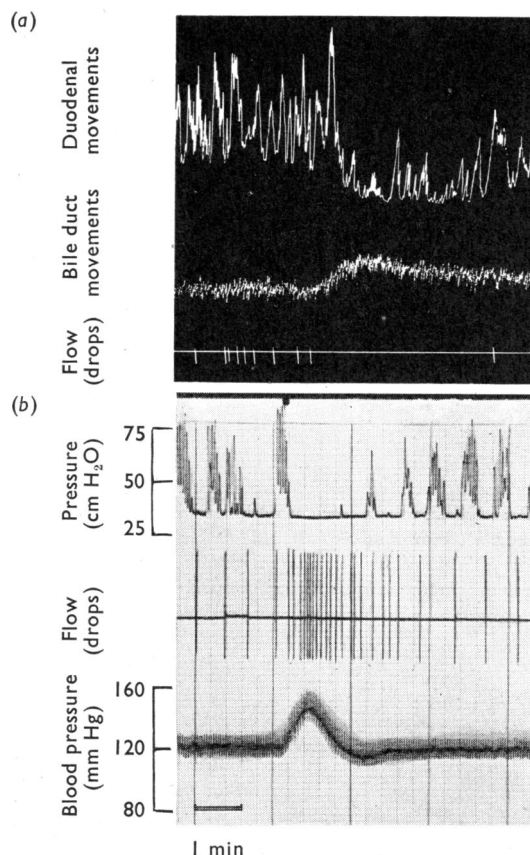 (a)
Duodenal
movements
Bile duct
movements
Flow
(drops)
(b)
Pressure
(cm H₂O)
75
50
25
Flow
(drops)
Blood pressure
(mm Hg)
160
120
80
1 min